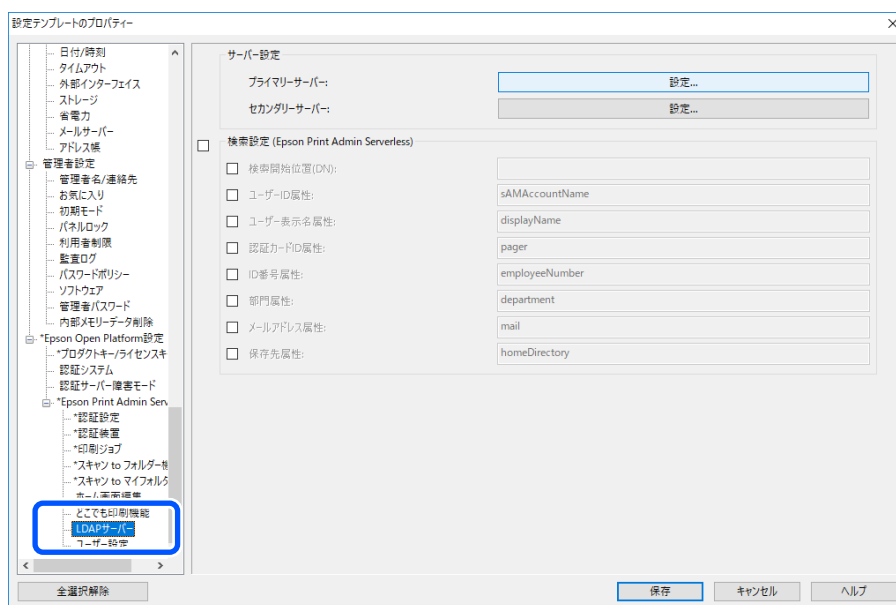 設定テンプレートのプロパティー
日付/時刻
タイムアウト
外部インターフェイス
ストレージ
省電力
メールサーバー
アドレス帳
管理者設定
管理者名/連絡先
お気に入り
初期モード
パネルロック
利用者制限
監査ログ
パスワードポリシー
ソフトウェア
管理者パスワード
内部メモリーデータ削除
*Epson Open Platform設定
*プロダクトキー/ライセンスキ
認証システム
認証サーバー障害モード
*Epson Print Admin Serv
*認証設定
*認証装置
*印刷ジョブ
*スキャン to フォルダー機
*スキャン to マイフォルダ
ホーム画面編集
どこでも印刷機能
LDAPサーバー
ユーザー設定
サーバー設定
プライマリーサーバー:
設定...
セカンダリーサーバー:
設定...
検索設定 (Epson Print Admin Serverless)
検索開始位置(DN):
ユーザーID属性:
sAMAccountName
ユーザー表示名属性:
displayName
認証カードID属性:
pager
ID番号属性:
employeeNumber
部門属性:
department
メールアドレス属性:
mail
保存先属性:
homeDirectory
全選択解除
保存
キャンセル
ヘルプ